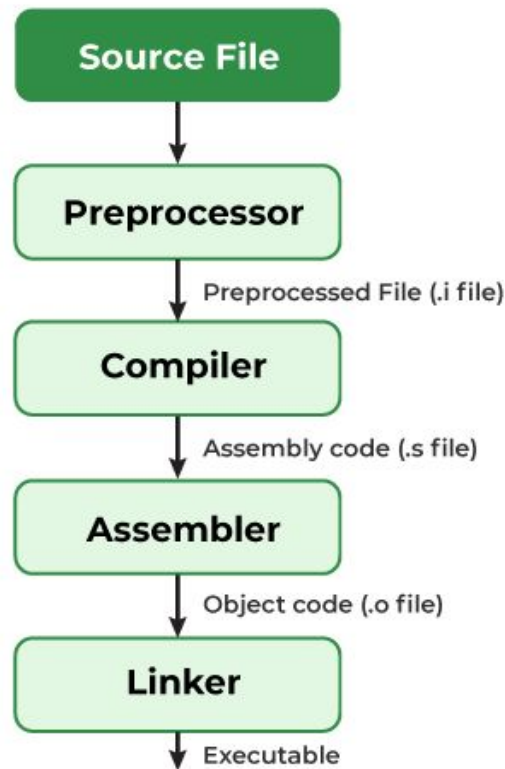 Source File
Preprocessor
Preprocessed File (.i file)
Compiler
Assembly code (.s file)
Assembler
Object code (.o file)
Linker
Executable